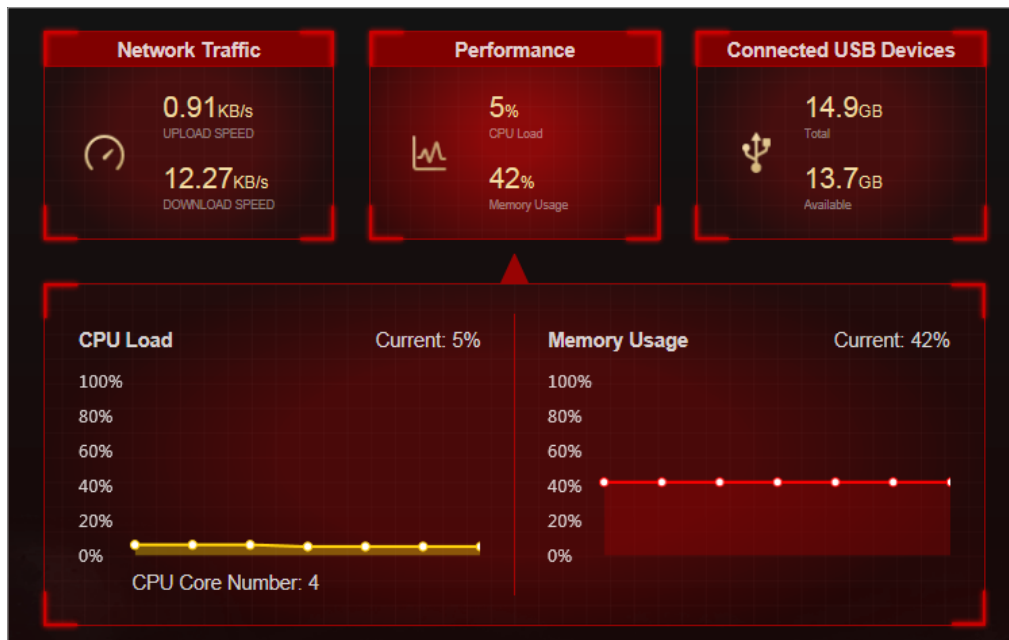 Network Traffic
0.91KB/s
UPLOAD SPEED
12.27KB/s
DOWNLOAD SPEED
Performance
5%
CPU Load
42%
Memory Usage
Connected USB Devices
14.9GB
Total
13.7GB
Available
CPU Load Current: 5%
100%
80%
60%
40%
20%
0%
CPU Core Number: 4
Memory Usage Current: 42%
100%
80%
60%
40%
20%
0%